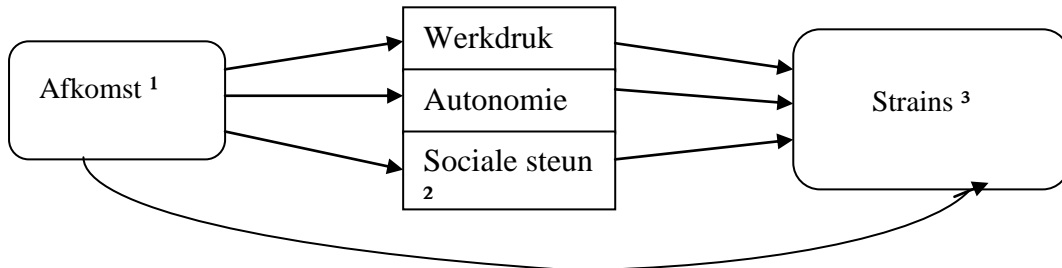 Afkomst ¹
Werkdruk
Autonomie
Sociale steun
²
Strains ³